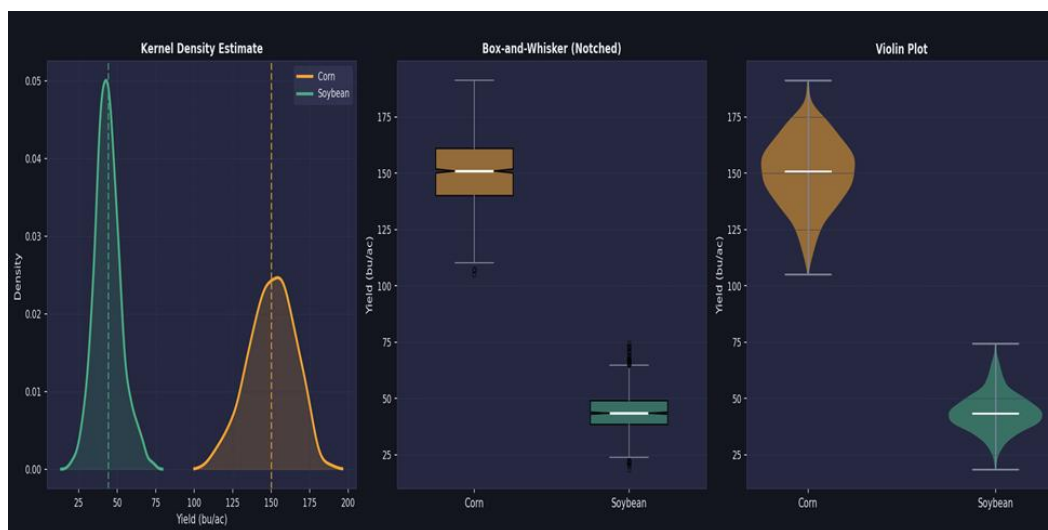 Kernel Density Estimate
Corn
Soybean
0.05
0.04
0.03
0.02
0.01
0.00
Density
25 50 75 100 125 150 175 200
Yield (bu/ac)
Box-and-Whisker (Notched)
175
150
125
100
75
50
25
Yield (bu/ac)
Corn Soybean
Violin Plot
175
150
125
100
75
50
25
Yield (bu/ac)
Corn Soybean